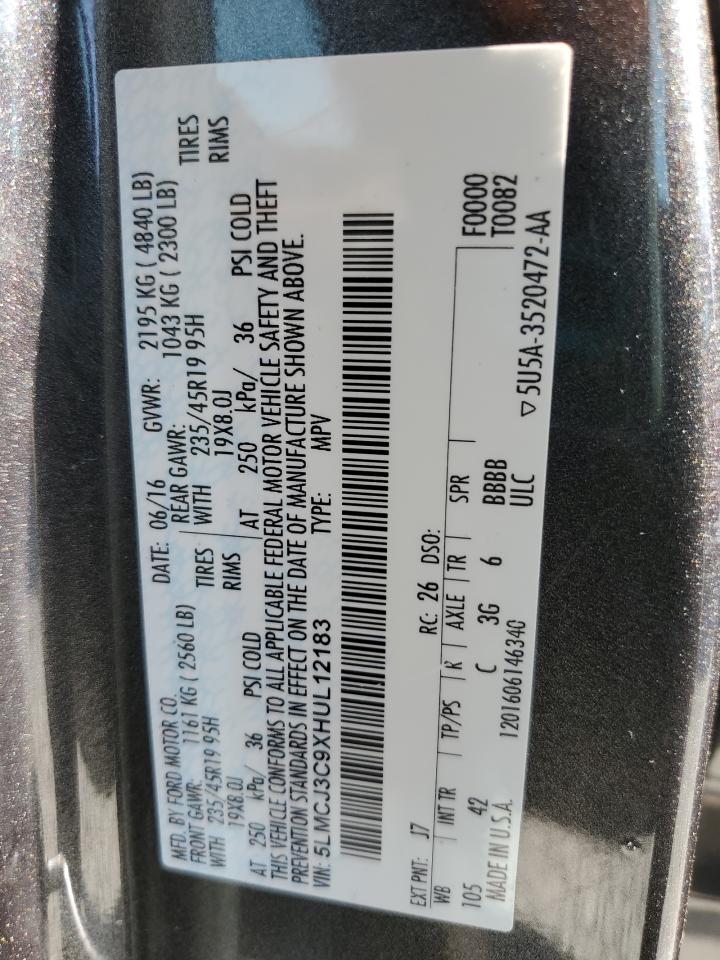 MFD. BY FORD MOTOR CO.
DATE: 06/16 GVWR: 2195 KG ( 4840 LB)
FRONT GAWR: 1161 KG ( 2560 LB)
REAR GAWR: 1043 KG ( 2300 LB)
WITH 235/45R19 95H TIRES
WITH 235/45R19 95H TIRES
19X8.0J RIMS
19X8.0J RIMS
AT 250 kPa/ 36 PSI COLD
AT 250 kPa/ 36 PSI COLD
THIS VEHICLE CONFORMS TO ALL APPLICABLE FEDERAL MOTOR VEHICLE SAFETY AND THEFT
PREVENTION STANDARDS IN EFFECT ON THE DATE OF MANUFACTURE SHOWN ABOVE.
VIN: 5LMCJ3C9XHUL12183 TYPE: MPV
EXT PNT: J7 RC: 26 DSO: F0000
T0082
WB INT TR TP/PS R AXLE TR SPR
105 42 C 3G 6 BBBB
ULC
MADE IN U.S.A. 1201606146340 ▽ 5U5A-3520472-AA